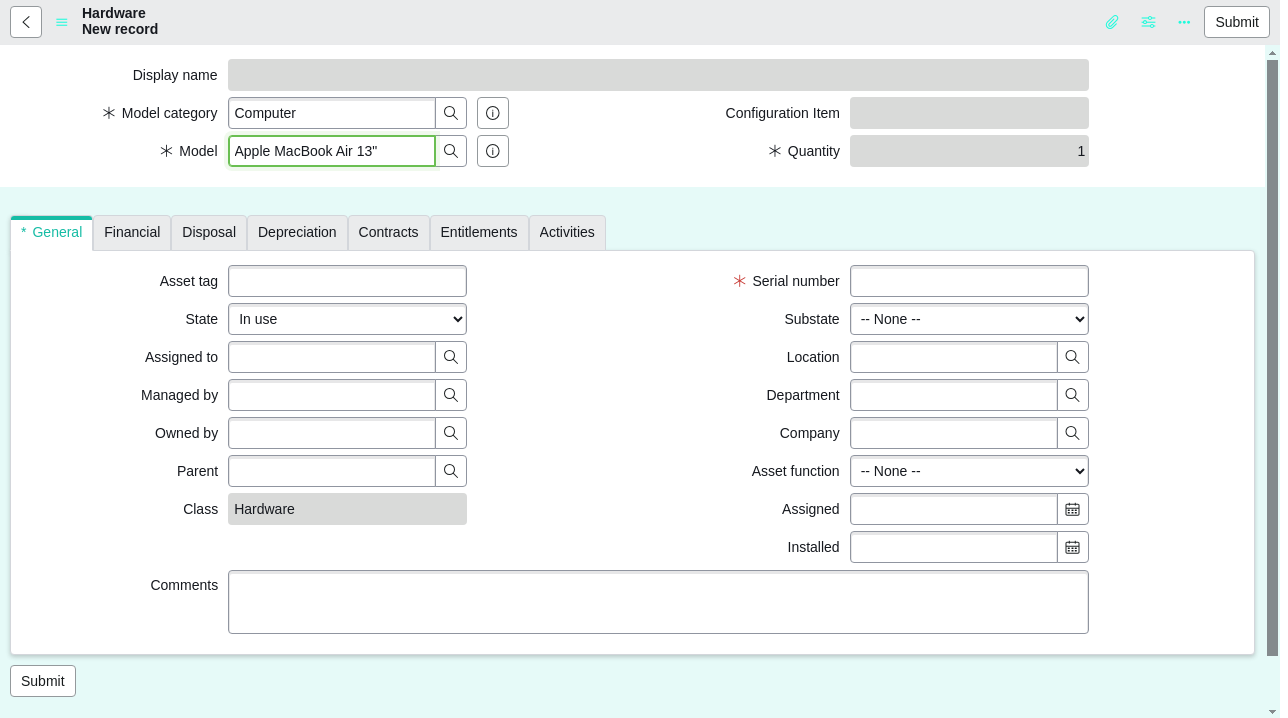 Hardware
New record
Submit
Display name
Model category Computer
Configuration Item
Model Apple MacBook Air 13"
Quantity 1
* General Financial Disposal Depreciation Contracts Entitlements Activities
Asset tag
Serial number
State In use
Substate -- None --
Assigned to
Location
Managed by
Department
Owned by
Company
Parent
Asset function -- None --
Class Hardware
Assigned
Installed
Comments
Submit